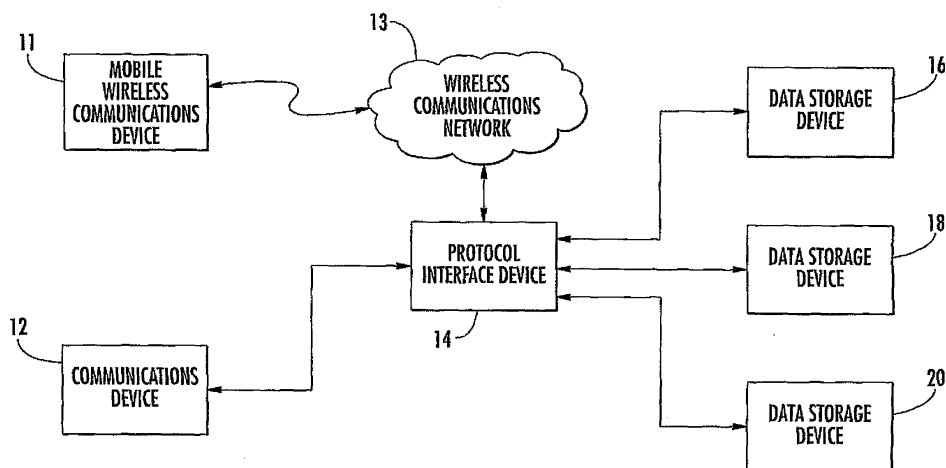 11
MOBILE
WIRELESS
COMMUNICATIONS
DEVICE
13
WIRELESS
COMMUNICATIONS
NETWORK
16
DATA STORAGE
DEVICE
PROTOCOL
INTERFACE DEVICE
14
18
DATA STORAGE
DEVICE
12
COMMUNICATIONS
DEVICE
20
DATA STORAGE
DEVICE